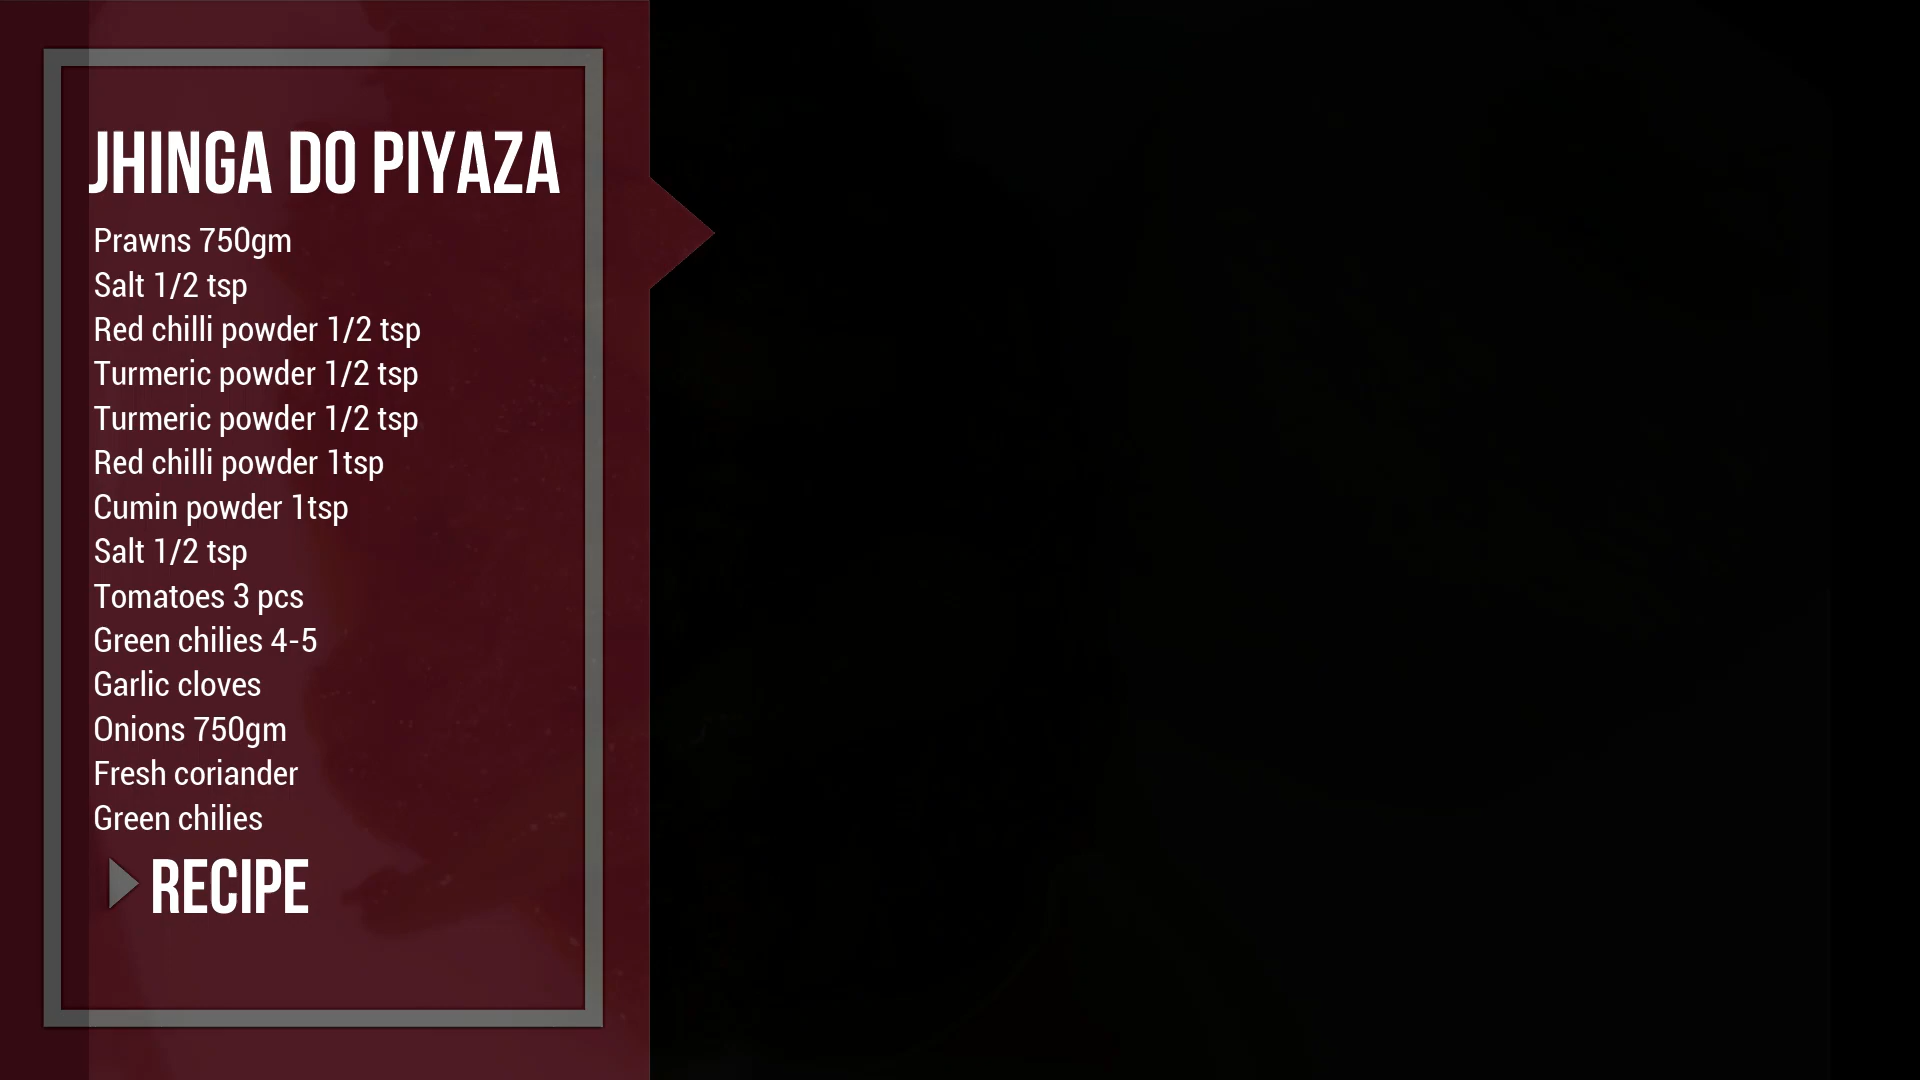 JHINGA DO PIYAZA
Prawns 750gm
Salt 1/2 tsp
Red chilli powder 1/2 tsp
Turmeric powder 1/2 tsp
Turmeric powder 1/2 tsp
Red chilli powder 1tsp
Cumin powder 1tsp
Salt 1/2 tsp
Tomatoes 3 pcs
Green chilies 4-5
Garlic cloves
Onions 750gm
Fresh coriander
Green chilies
RECIPE